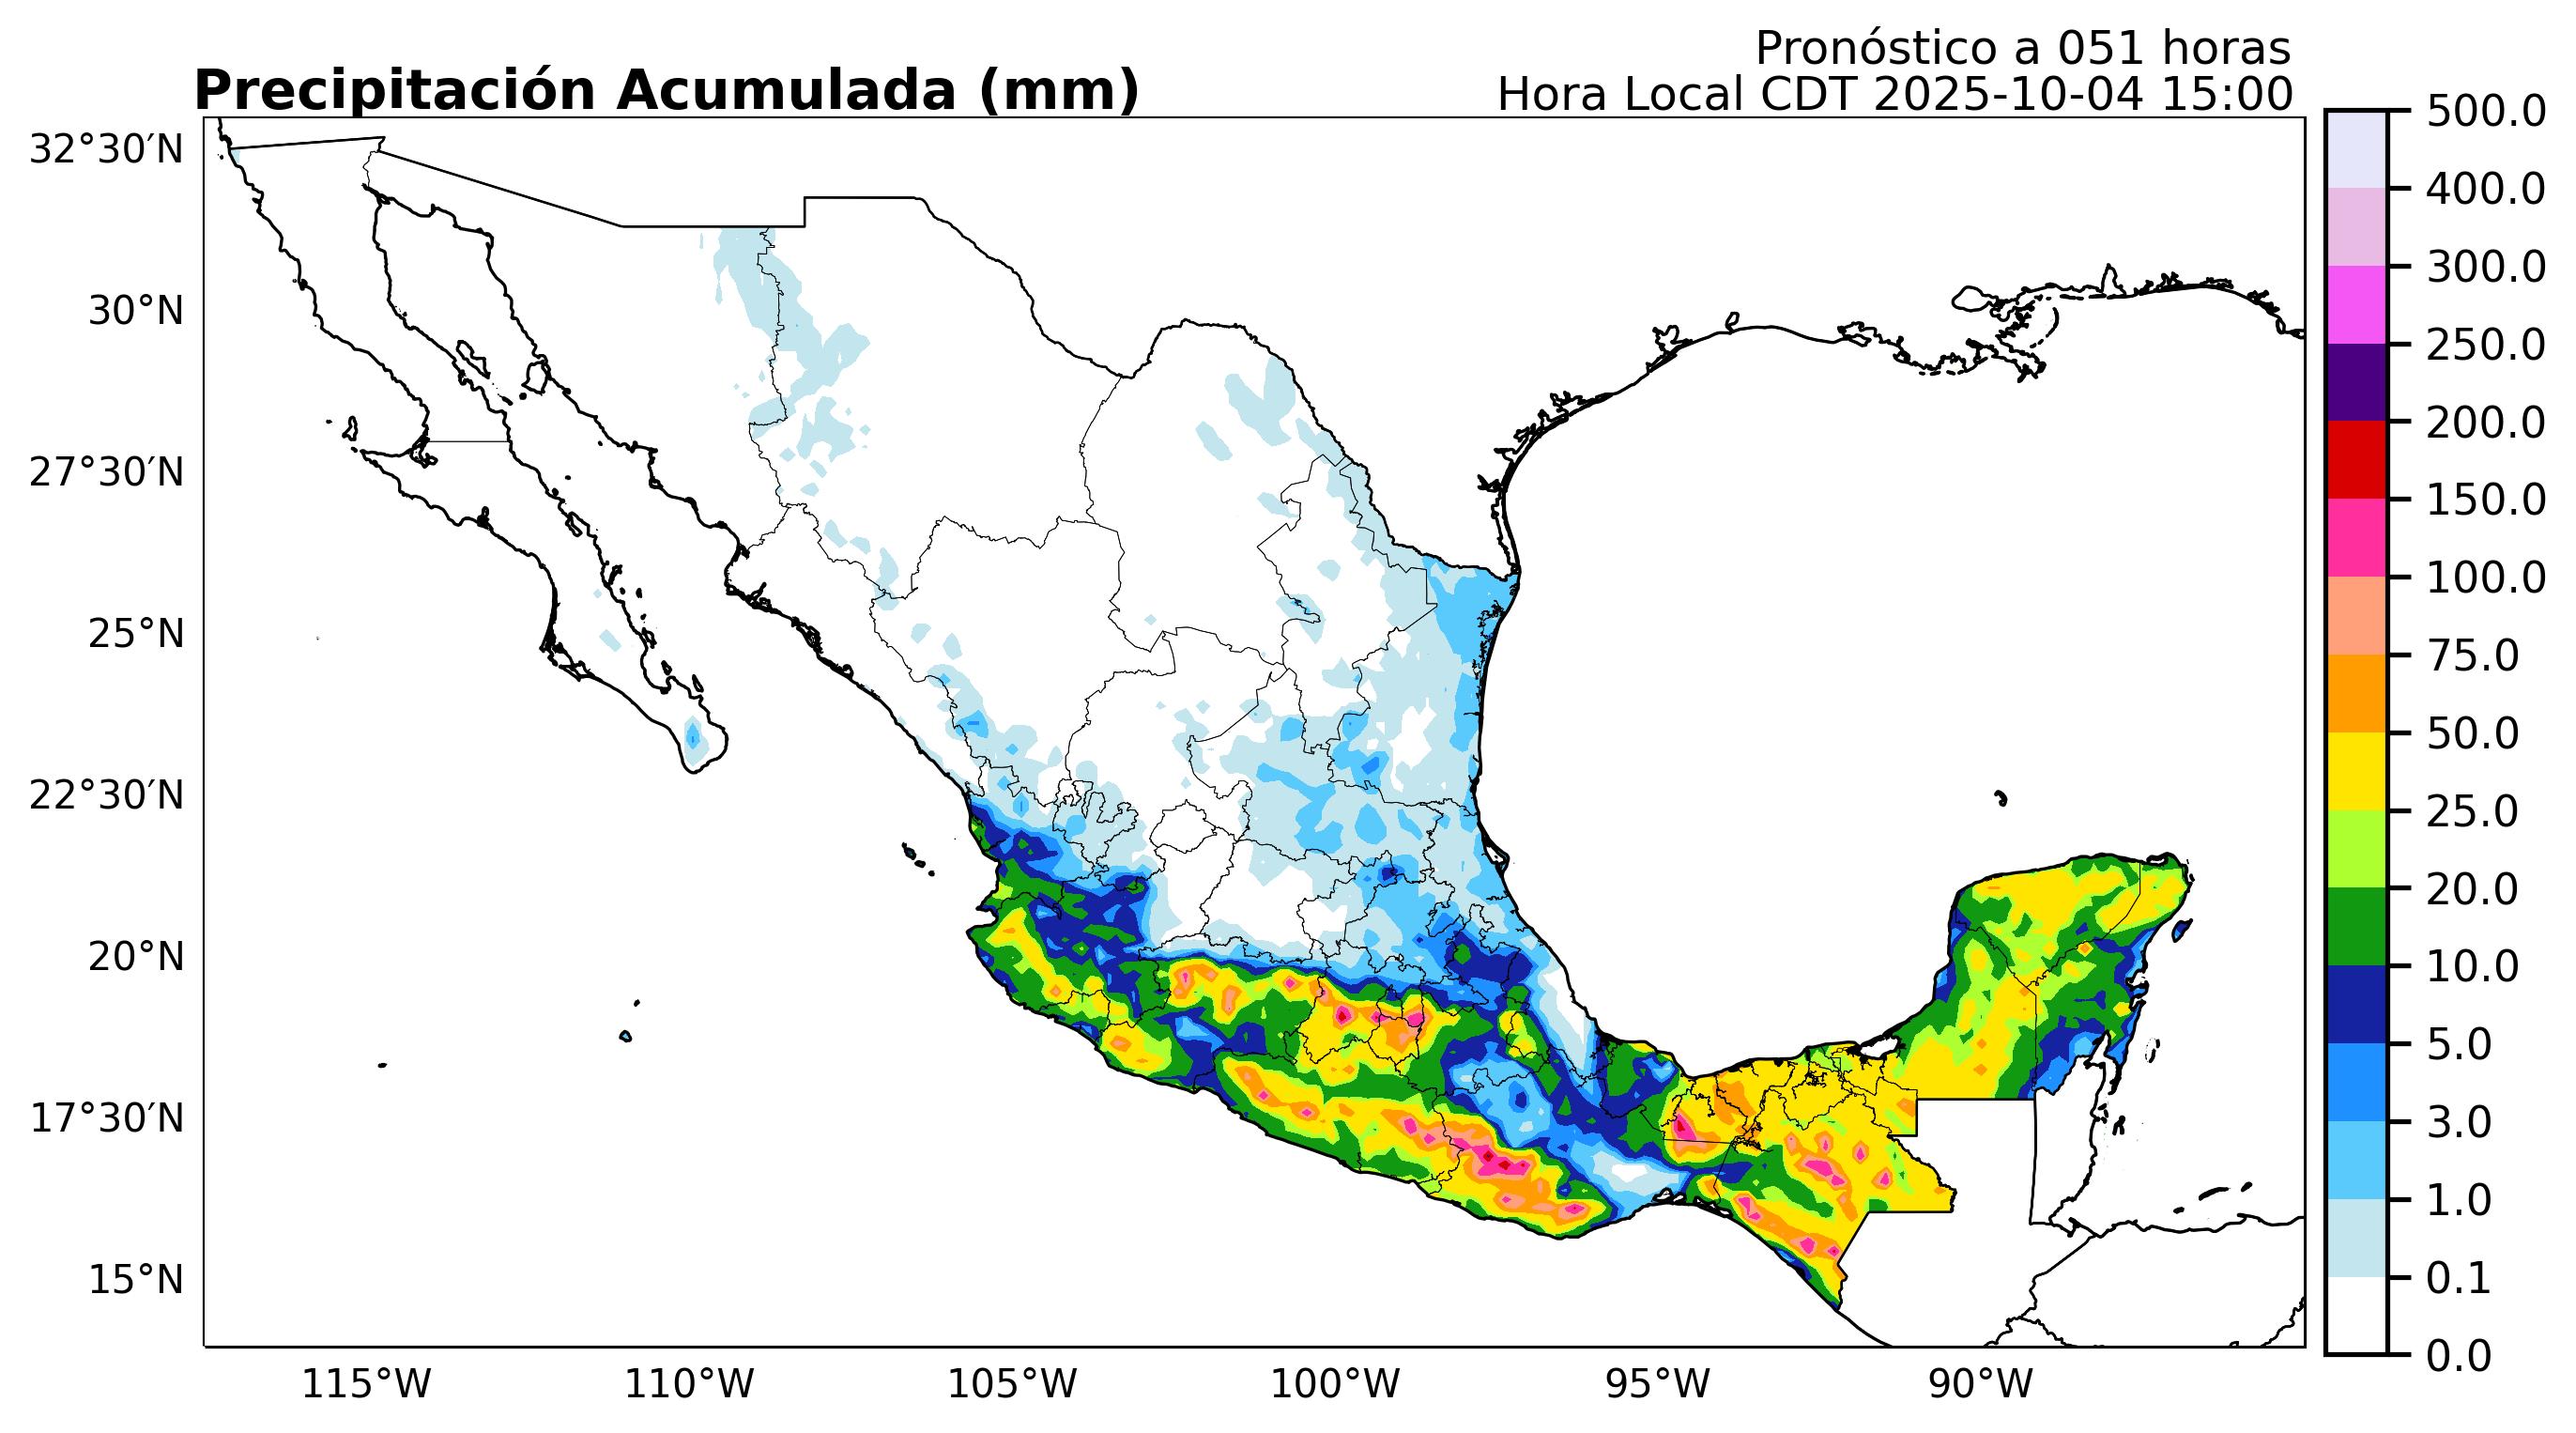 Pronóstico a 051 horas
Precipitación Acumulada (mm)
Hora Local CDT 2025-10-04 15:00
32°30′N
30°N
27°30′N
25°N
22°30′N
20°N
17°30′N
15°N
115°W
110°W
105°W
100°W
95°W
90°W
500.0
400.0
300.0
250.0
200.0
150.0
100.0
75.0
50.0
25.0
20.0
10.0
5.0
3.0
1.0
0.1
0.0